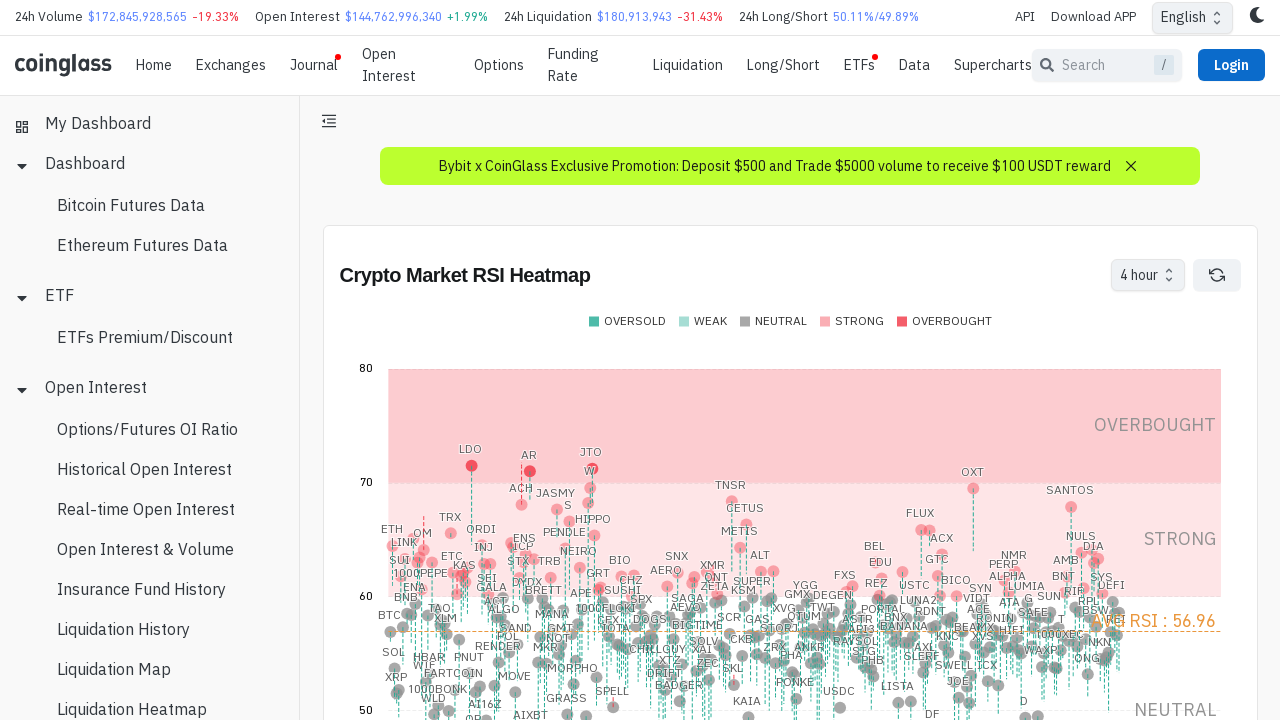 24h Volume $172,845,928,565 -19.33% Open Interest $144,762,996,340 +1.99% 24h Liquidation $180,913,943 -31.43% 24h Long/Short 50.11%/49.89% API Download APP English
coinglass Home Exchanges Journal Open Interest Options Funding Rate Liquidation Long/Short ETFs Data Supercharts Search / Login
My Dashboard
Dashboard
Bitcoin Futures Data
Ethereum Futures Data
ETF
ETFs Premium/Discount
Open Interest
Options/Futures OI Ratio
Historical Open Interest
Real-time Open Interest
Open Interest & Volume
Insurance Fund History
Liquidation History
Liquidation Map
Liquidation Heatmap
Bybit x CoinGlass Exclusive Promotion: Deposit $500 and Trade $5000 volume to receive $100 USDT reward
Crypto Market RSI Heatmap
4 hour
OVERSOLD WEAK NEUTRAL STRONG OVERBOUGHT
80
OVERBOUGHT
LDO AR JTO
W
70
OXT
TNSR
ACH JASMY SANTOS
S
CETUS
TRX HIPPO FLUX
ETH OM ORDI PENDLE METIS ACX NULS
LINK ENS
INJ ICP NEIRO BEL DIA
STRONG
ETC SNX ALT NMR
SUI KAS STX TRB BIO XMR EDU GTC AMB
1000PEPE SEI GRT AERO ONT FXS PERP
ENA GALA DYDX CHZ ZETA SUPER REZ USTC BICO ALPHA BNT SYS
BRETT APE SUSHI KSM YGG SYN LUMIA RIF DEFI
60
BNB SPX SAGA GMX DEGEN LUNA2 VIDT ATA G SUN
BTC TAO ALGO MANA 1000FLOKI AEVO XVG TWT PORTAL RDNT ACE SAFE BSW
XLM CFX DOGS BIGTIME SCR GAS ASTR BNX RONIN T
AVG RSI : 56.96
SAND GMT TOTA STORJ API3 BANANA BEAMX HIFI
POL NOT CKB KNC XVS 1000XEC
SOL HBAR RENDER MKR CHILLGUY XAI SOLV ZRX ANKR AXL WAXP NKN
WIF PNUT XTZ ZEC PHA STG SLERF ONG
XRP FARTCOIN MOVE MORPHO DRIFT SKL PHB SWELL ICX
1000BONK BADGER PONKE JOE
WLD AI16Z GRASS SPELL KAIA USDC LISTA D
AIXBT DF
50
NEUTRAL